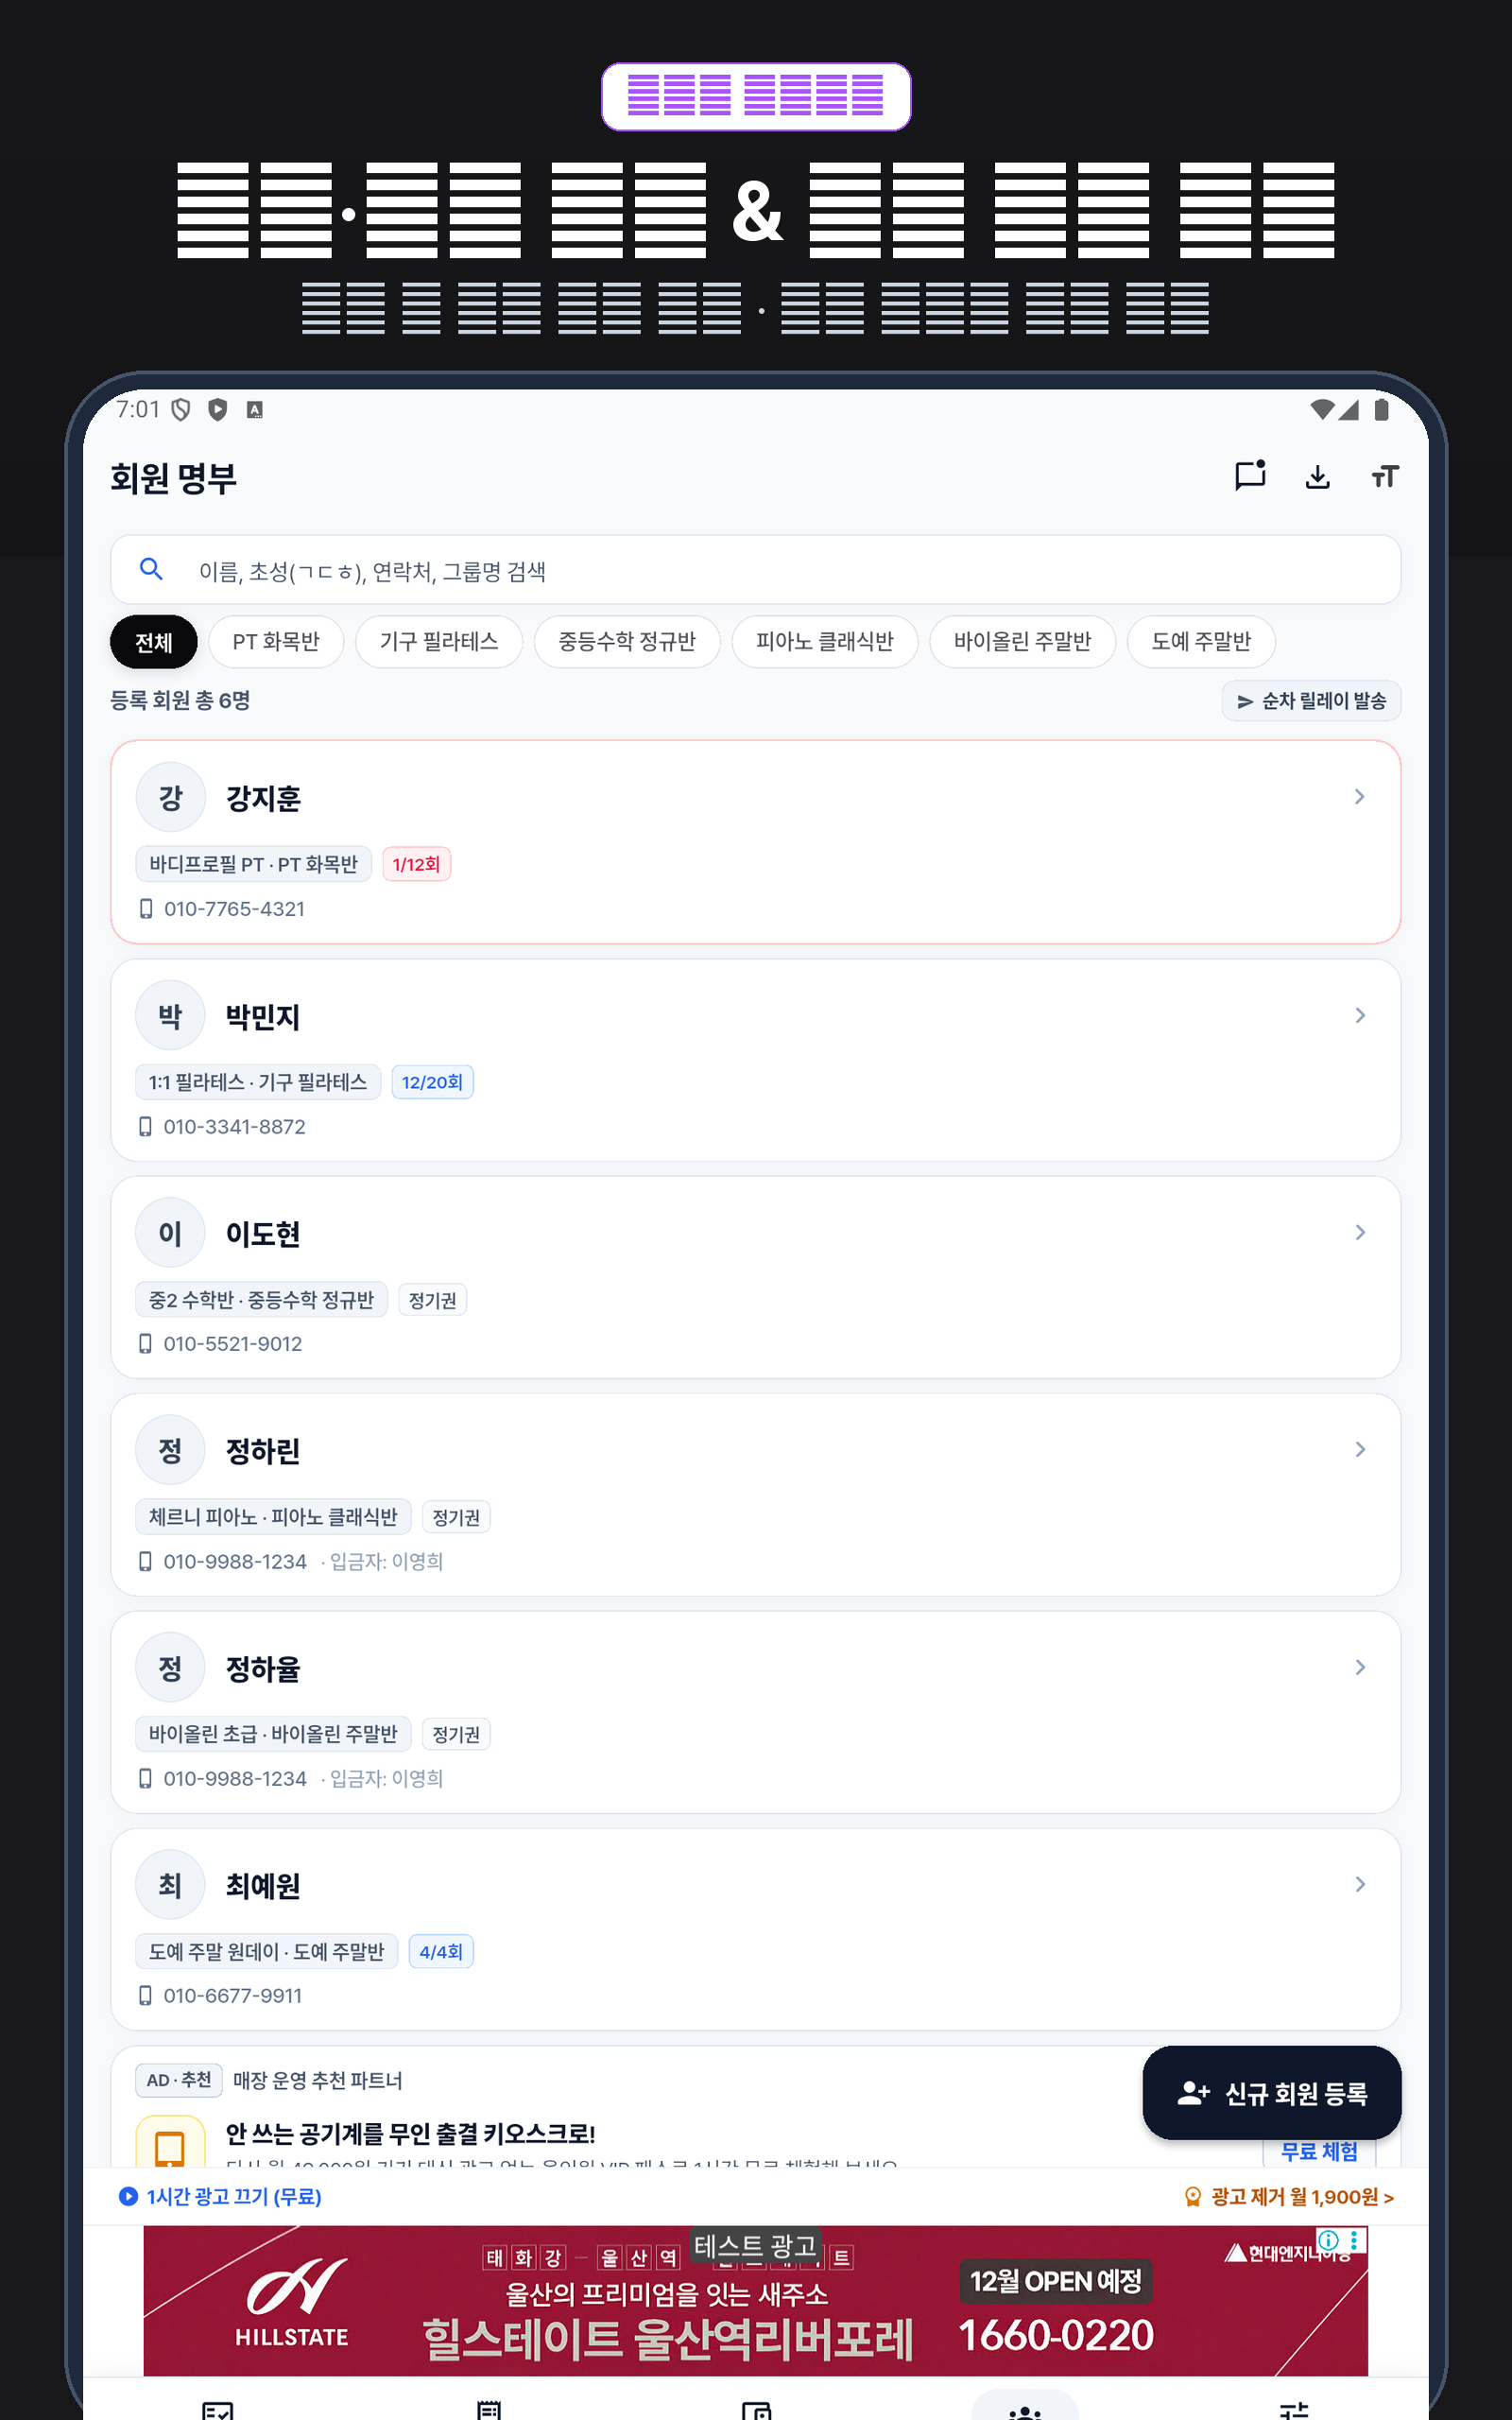 &
7:01
회원 명부
이름, 초성(ㄱㄷㅎ), 연락처, 그룹명 검색
전체 PT 화목반 기구 필라테스 중등수학 정규반 피아노 클래식반 바이올린 주말반 도예 주말반
등록 회원 총 6명 순차 릴레이 발송
강 강지훈
바디프로필 PT · PT 화목반 1/12회
010-7765-4321
박 박민지
1:1 필라테스 · 기구 필라테스 12/20회
010-3341-8872
이 이도현
중2 수학반 · 중등수학 정규반 정기권
010-5521-9012
정 정하린
체르니 피아노 · 피아노 클래식반 정기권
010-9988-1234 · 입금자: 이영희
정 정하율
바이올린 초급 · 바이올린 주말반 정기권
010-9988-1234 · 입금자: 이영희
최 최예원
도예 주말 원데이 · 도예 주말반 4/4회
010-6677-9911
AD · 추천 매장 운영 추천 파트너
신규 회원 등록
안 쓰는 공기계를 무인 출결 키오스크로!
무료 체험
1시간 광고 끄기 (무료) 광고 제거 월 1,900원 >
테스트 광고
태화강 - 울산역 트
울산의 프리미엄을 잇는 새주소
힐스테이트 울산역리버포레
HILLSTATE
12월 OPEN 예정
1660-0220
현대엔지니어링